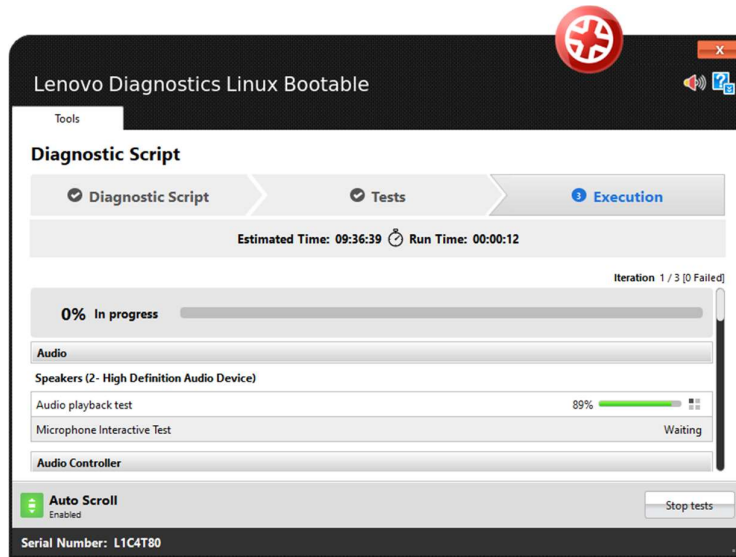 X
Lenovo Diagnostics Linux Bootable
Tools
Diagnostic Script
Diagnostic Script
Tests
3 Execution
Estimated Time: 09:36:39 Run Time: 00:00:12
Iteration 1 / 3 [0 Failed]
0% In progress
Audio
Speakers (2- High Definition Audio Device)
Audio playback test 89%
Microphone Interactive Test Waiting
Audio Controller
Auto Scroll
Enabled
Stop tests
Serial Number: L1C4T80